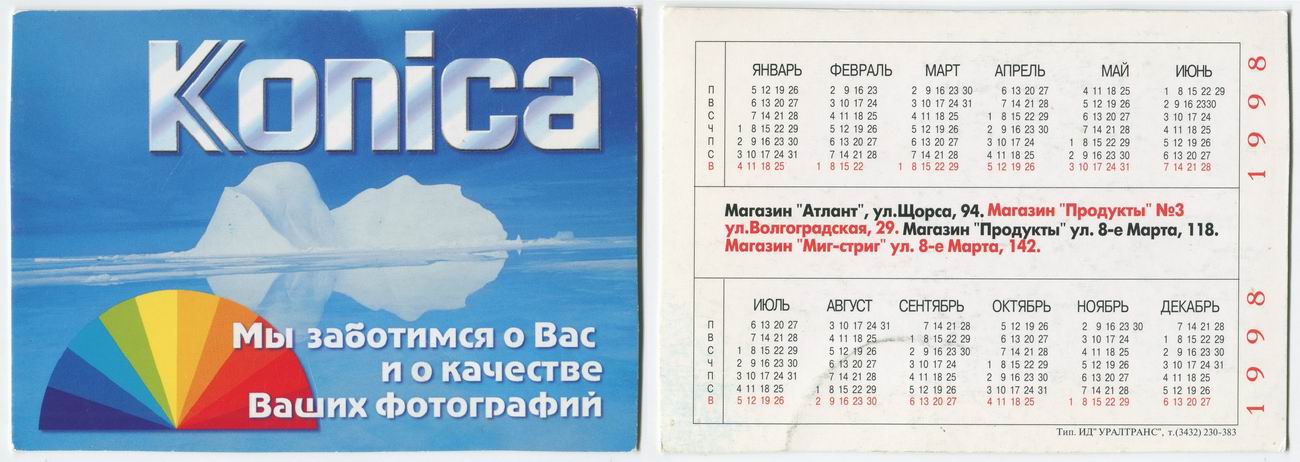 Konica
Мы заботимся о Вас
и о качестве
Ваших фотографий
ЯНВАРЬ ФЕВРАЛЬ МАРТ АПРЕЛЬ МАЙ ИЮНЬ
П 5 12 19 26 2 9 16 23 2 9 16 23 30 6 13 20 27 4 11 18 25 1 8 15 22 29
В 6 13 20 27 3 10 17 24 3 10 17 24 31 7 14 21 28 5 12 19 26 2 9 16 23 30
С 7 14 21 28 4 11 18 25 4 11 18 25 1 8 15 22 29 6 13 20 27 3 10 17 24
Ч 1 8 15 22 29 5 12 19 26 5 12 19 26 2 9 16 23 30 7 14 21 28 4 11 18 25
П 2 9 16 23 30 6 13 20 27 6 13 20 27 3 10 17 24 1 8 15 22 29 5 12 19 26
С 3 10 17 24 31 7 14 21 28 7 14 21 28 4 11 18 25 2 9 16 23 30 6 13 20 27
В 4 11 18 25 1 8 15 22 1 8 15 22 29 5 12 19 26 3 10 17 24 31 7 14 21 28
1998
Магазин "Атлант", ул.Щорса, 94. Магазин "Продукты" №3
ул.Волгоградская, 29. Магазин "Продукты" ул. 8-е Марта, 118.
Магазин "Миг-стриг" ул. 8-е Марта, 142.
ИЮЛЬ АВГУСТ СЕНТЯБРЬ ОКТЯБРЬ НОЯБРЬ ДЕКАБРЬ
П 6 13 20 27 3 10 17 24 31 7 14 21 28 5 12 19 26 2 9 16 23 30 7 14 21 28
В 7 14 21 28 4 11 18 25 1 8 15 22 29 6 13 20 27 3 10 17 24 1 8 15 22 29
С 1 8 15 22 29 5 12 19 26 2 9 16 23 30 7 14 21 28 4 11 18 25 2 9 16 23 30
Ч 2 9 16 23 30 6 13 20 27 3 10 17 24 1 8 15 22 29 5 12 19 26 3 10 17 24 31
П 3 10 17 24 31 7 14 21 28 4 11 18 25 2 9 16 23 30 6 13 20 27 4 11 18 25
С 4 11 18 25 1 8 15 22 29 5 12 19 26 3 10 17 24 31 7 14 21 28 5 12 19 26
В 5 12 19 26 2 9 16 23 30 6 13 20 27 4 11 18 25 1 8 15 22 29 6 13 20 27
1998
Тип. ИД"УРАЛТРАНС", т.(3432) 230-383